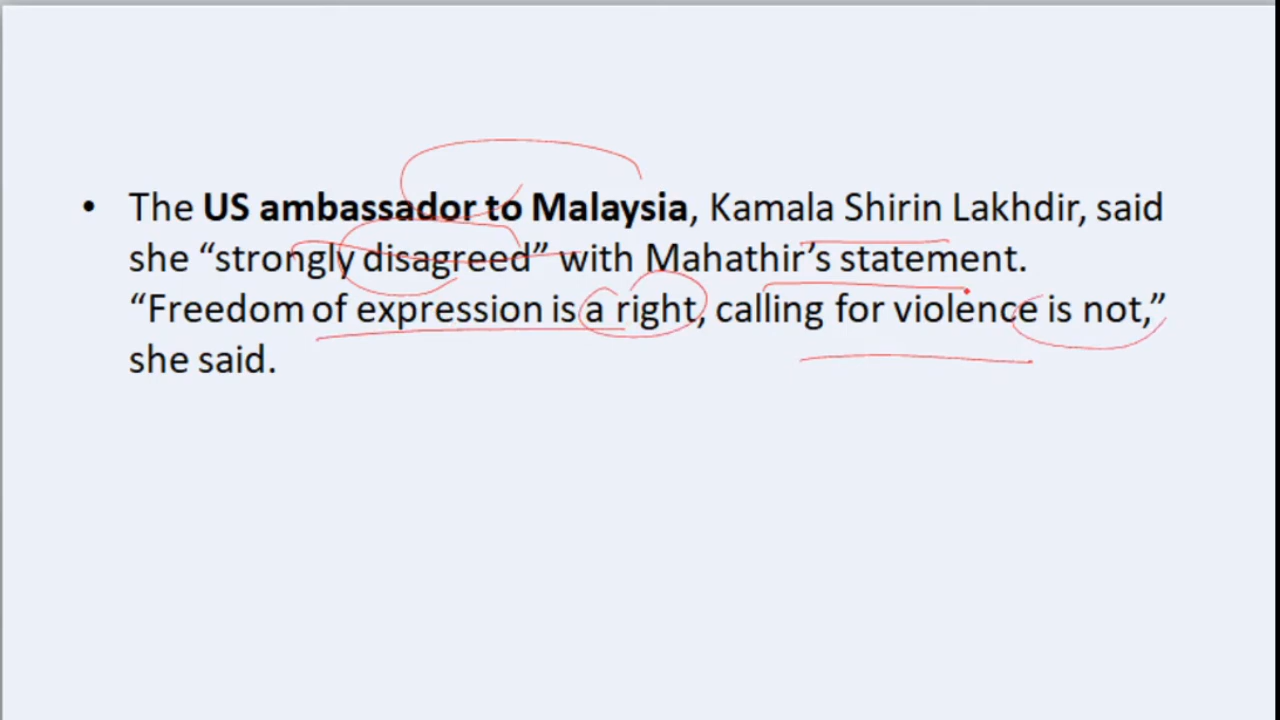 • The US ambassador to Malaysia, Kamala Shirin Lakhdir, said
she “strongly disagreed” with Mahathir’s statement.
“Freedom of expression is a right, calling for violence is not,”
she said.